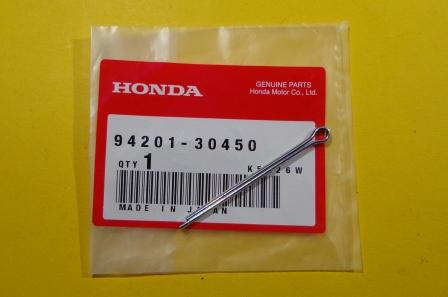 HONDA
GENUINE PARTS
Honda Motor Co., Ltd.
94201-30450
QTY 1
MADE IN JAPAN